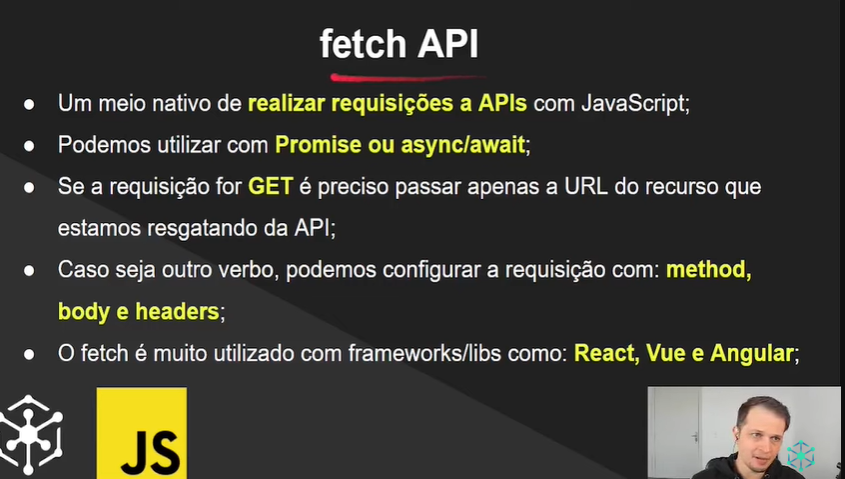 fetch API
● Um meio nativo de realizar requisições a APIs com JavaScript;
● Podemos utilizar com Promise ou async/await;
● Se a requisição for GET é preciso passar apenas a URL do recurso que
estamos resgatando da API;
● Caso seja outro verbo, podemos configurar a requisição com: method,
body e headers;
● O fetch é muito utilizado com frameworks/libs como: React, Vue e Angular;
JS